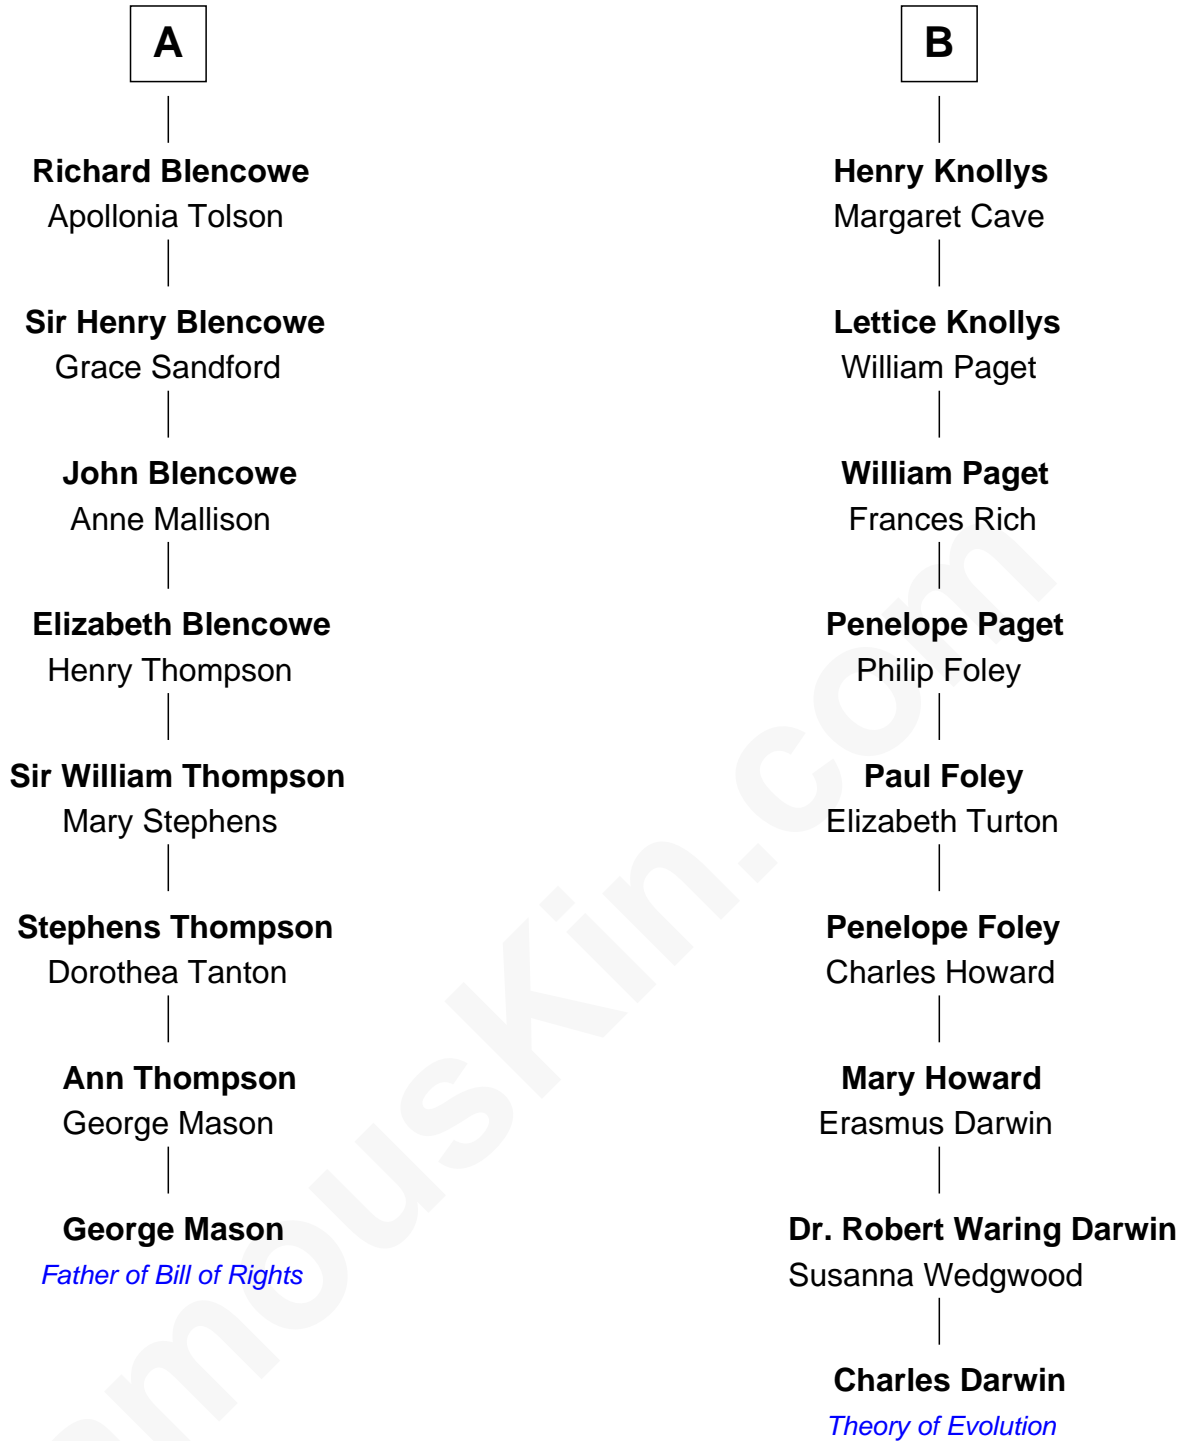 A
Richard Blencowe
Apollonia Tolson
Sir Henry Blencowe
Grace Sandford
John Blencowe
Anne Mallison
Elizabeth Blencowe
Henry Thompson
Sir William Thompson
Mary Stephens
Stephens Thompson
Dorothea Tanton
Ann Thompson
George Mason
George Mason
Father of Bill of Rights
B
Henry Knollys
Margaret Cave
Lettice Knollys
William Paget
William Paget
Frances Rich
Penelope Paget
Philip Foley
Paul Foley
Elizabeth Turton
Penelope Foley
Charles Howard
Mary Howard
Erasmus Darwin
Dr. Robert Waring Darwin
Susanna Wedgwood
Charles Darwin
Theory of Evolution
amousKin.com